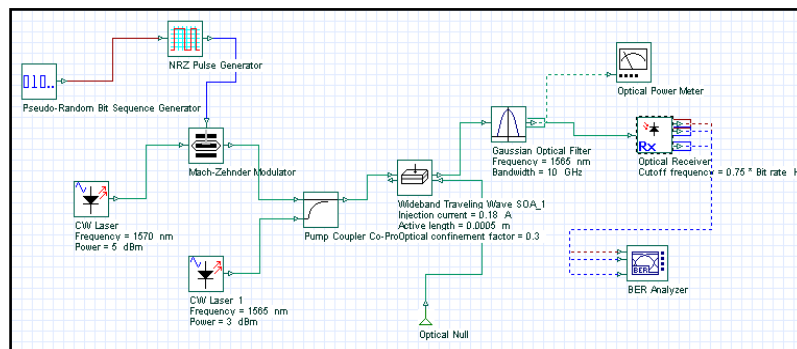 NRZ Pulse Generator
010..
Pseudo-Random Bit Sequence Generator
Optical Power Meter
Mach-Zehnder Modulator
Gaussian Optical Filter
Frequency = 1565 nm
Bandwidth = 10 GHz
Rx
Optical Receiver
Cutoff frequency = 0.75 * Bit rate H
CW Laser
Frequency = 1570 nm
Power = 5 dBm
Pump Coupler Co-Pro
Wideband Traveling Wave SOA_1
Injection current = 0.18 A
Active length = 0.0005 m
Optical confinement factor = 0.3
CW Laser 1
Frequency = 1565 nm
Power = 3 dBm
BER
BER Analyzer
Optical Null